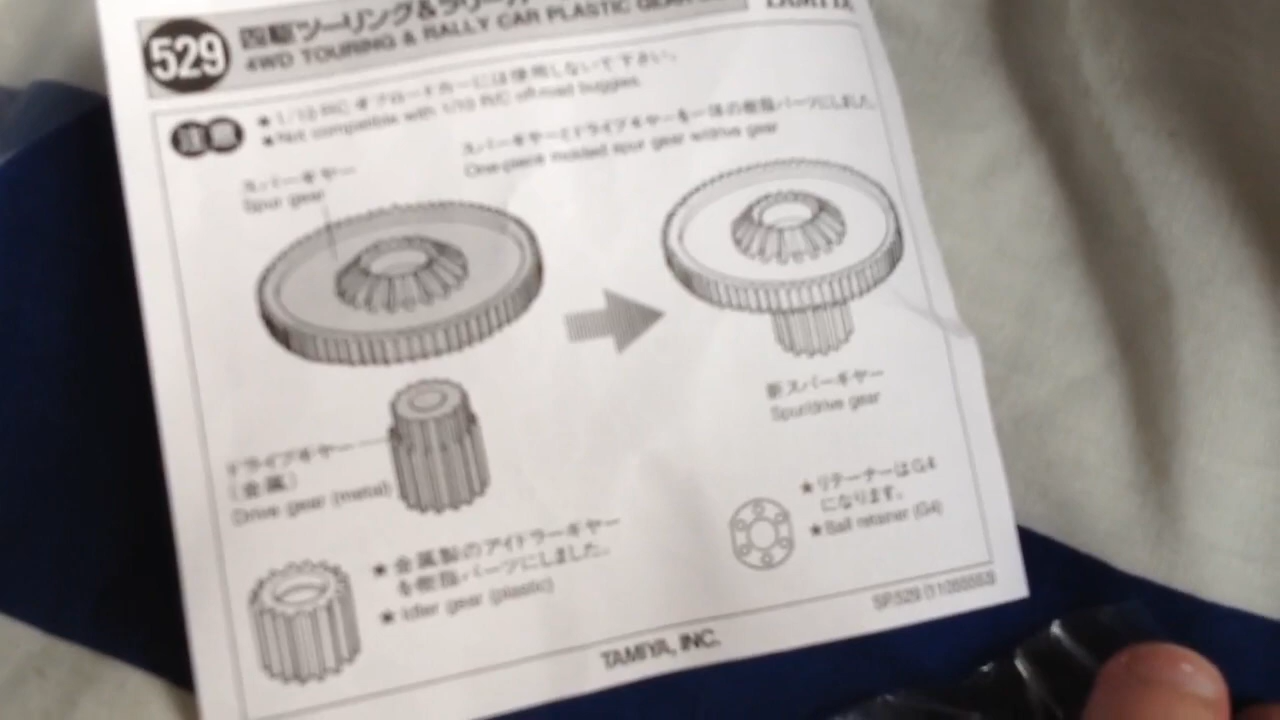 529
四駆ツーリング&ラリーカー
4WD TOURING & RALLY CAR PLASTIC GEAR
TAMIYA
注意
★1/10 R/C オフロードカーには使用しないで下さい。
★Not compatible with 1/10 R/C off-road buggies.
スパーギヤーとドライブギヤーを一体の樹脂パーツにしました
One-piece molded spur gear w/drive gear
スパーギヤー
Spur gear
新スパーギヤー
Spur/drive gear
ドライブギヤー
(金属)
Drive gear (metal)
★リテーナーはG4
になります。
★Ball retainer (G4)
★金属製のアイドラーギヤー
を樹脂パーツにしました。
★Idler gear (plastic)
TAMIYA, INC.